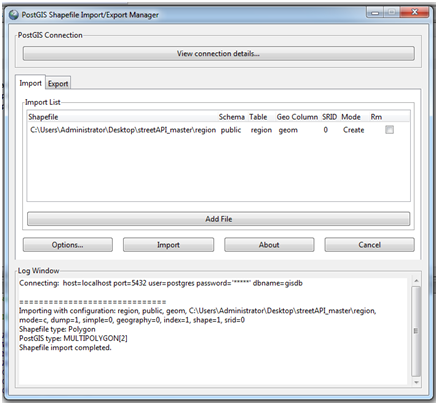 PostGIS Shapefile Import/Export Manager
PostGIS Connection
View connection details...
Import Export
Import List
Shapefile Schema Table Geo Column SRID Mode Rm
C:\Users\Administrator\Desktop\streetAPI_master\region public region geom 0 Create
Add File
Options... Import About Cancel
Log Window
Connecting: host=localhost port=5432 user=postgres password='*****' dbname=gisdb
==============================
Importing with configuration: region, public, geom, C:\Users\Administrator\Desktop\streetAPI_master\region,
mode=c, dump=1, simple=0, geography=0, index=1, shape=1, srid=0
Shapefile type: Polygon
PostGIS type: MULTIPOLYGON[2]
Shapefile import completed.